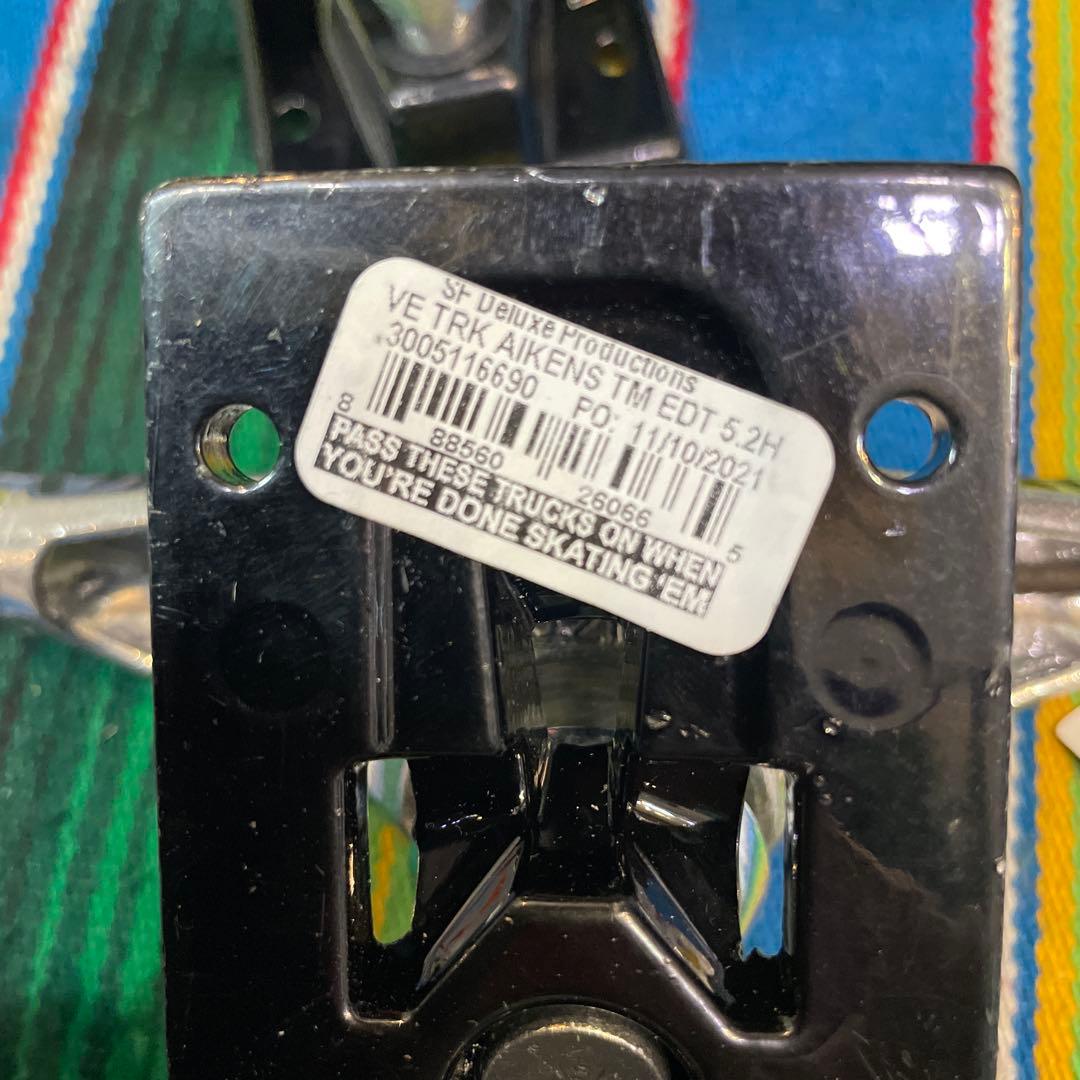 SF Deluxe Productions
VE TRK AIKENS TM EDT 5.2H
3005116690 PO: 11/10/2021
8 88560 26066 5
PASS THESE TRUCKS ON WHEN
YOU'RE DONE SKATING 'EM